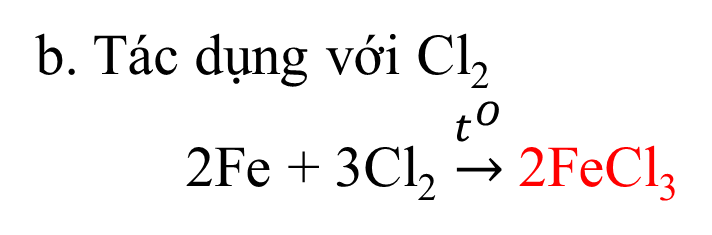 b. Tác dụng với Cl₂
2Fe + 3Cl₂ →^{t^O} 2FeCl₃